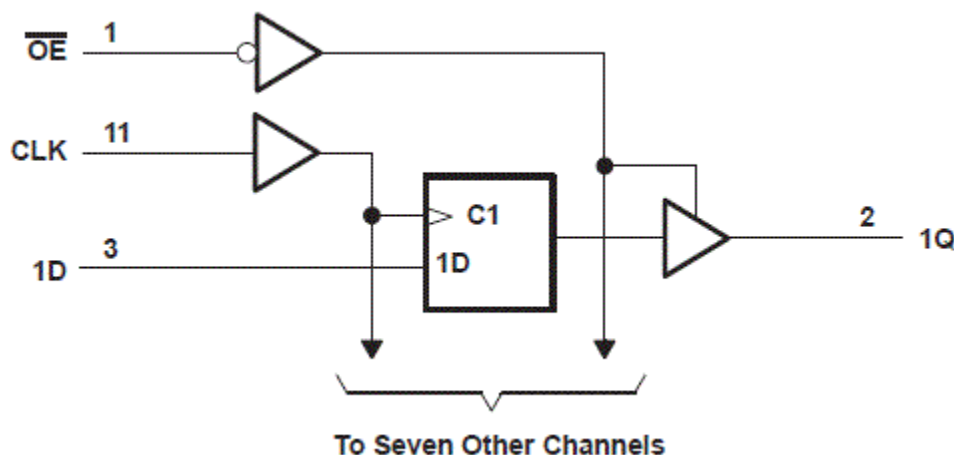 OE
1
CLK
11
C1
1D
3
1D
2
1Q
To Seven Other Channels